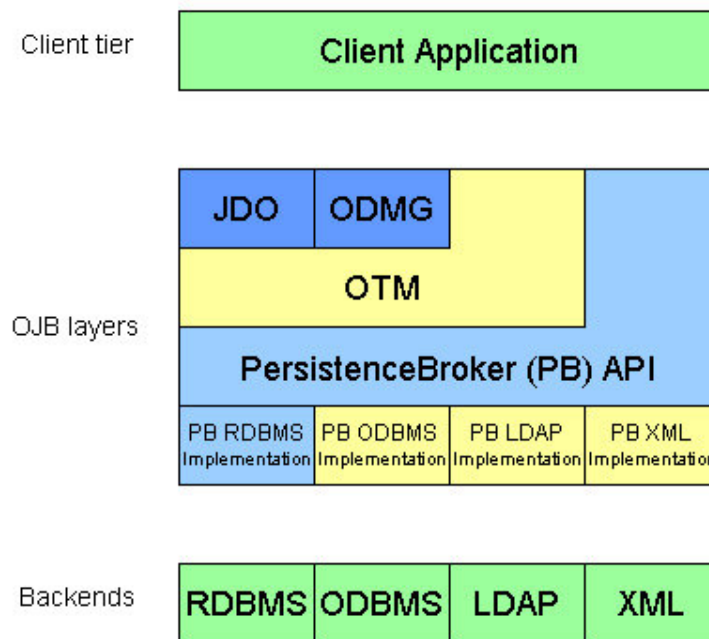 Client tier
Client Application
JDO
ODMG
OTM
OJB layers
PersistenceBroker (PB) API
PB RDBMS
Implementation
PB ODBMS
Implementation
PB LDAP
Implementation
PB XML
Implementation
Backends
RDBMS
ODBMS
LDAP
XML